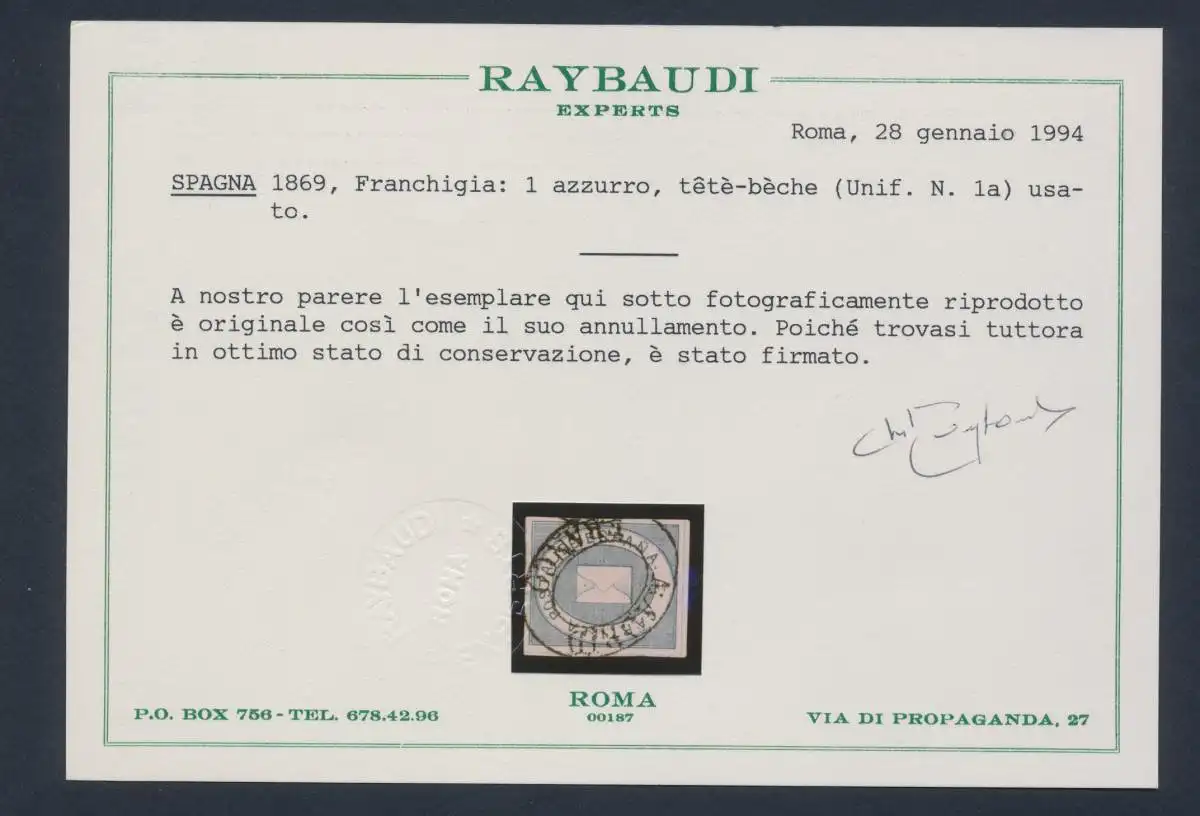 RAYBAUDI
EXPERTS
Roma, 28 gennaio 1994
SPAGNA 1869, Franchigia: 1 azzurro, têtè-bèche (Unif. N. 1a) usa-
to.
A nostro parere l'esemplare qui sotto fotograficamente riprodotto
è originale così come il suo annullamento. Poiché trovasi tuttora
in ottimo stato di conservazione, è stato firmato.
ROMA
ROMA
00187
P.O. BOX 756 - TEL. 678.42.96
VIA DI PROPAGANDA, 27